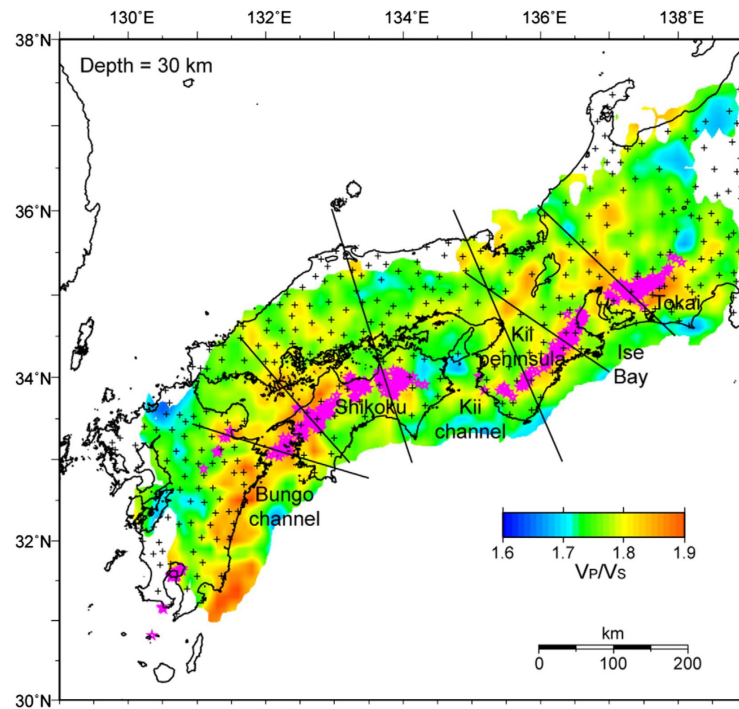 130°E 132°E 134°E 136°E 138°E
38°N
Depth = 30 km
36°N
34°N
32°N
30°N
Tokai
Kii
peninsula
Ise
Bay
Shikoku
Kii
channel
Bungo
channel
1.6 1.7 1.8 1.9
VP/VS
km
0 100 200